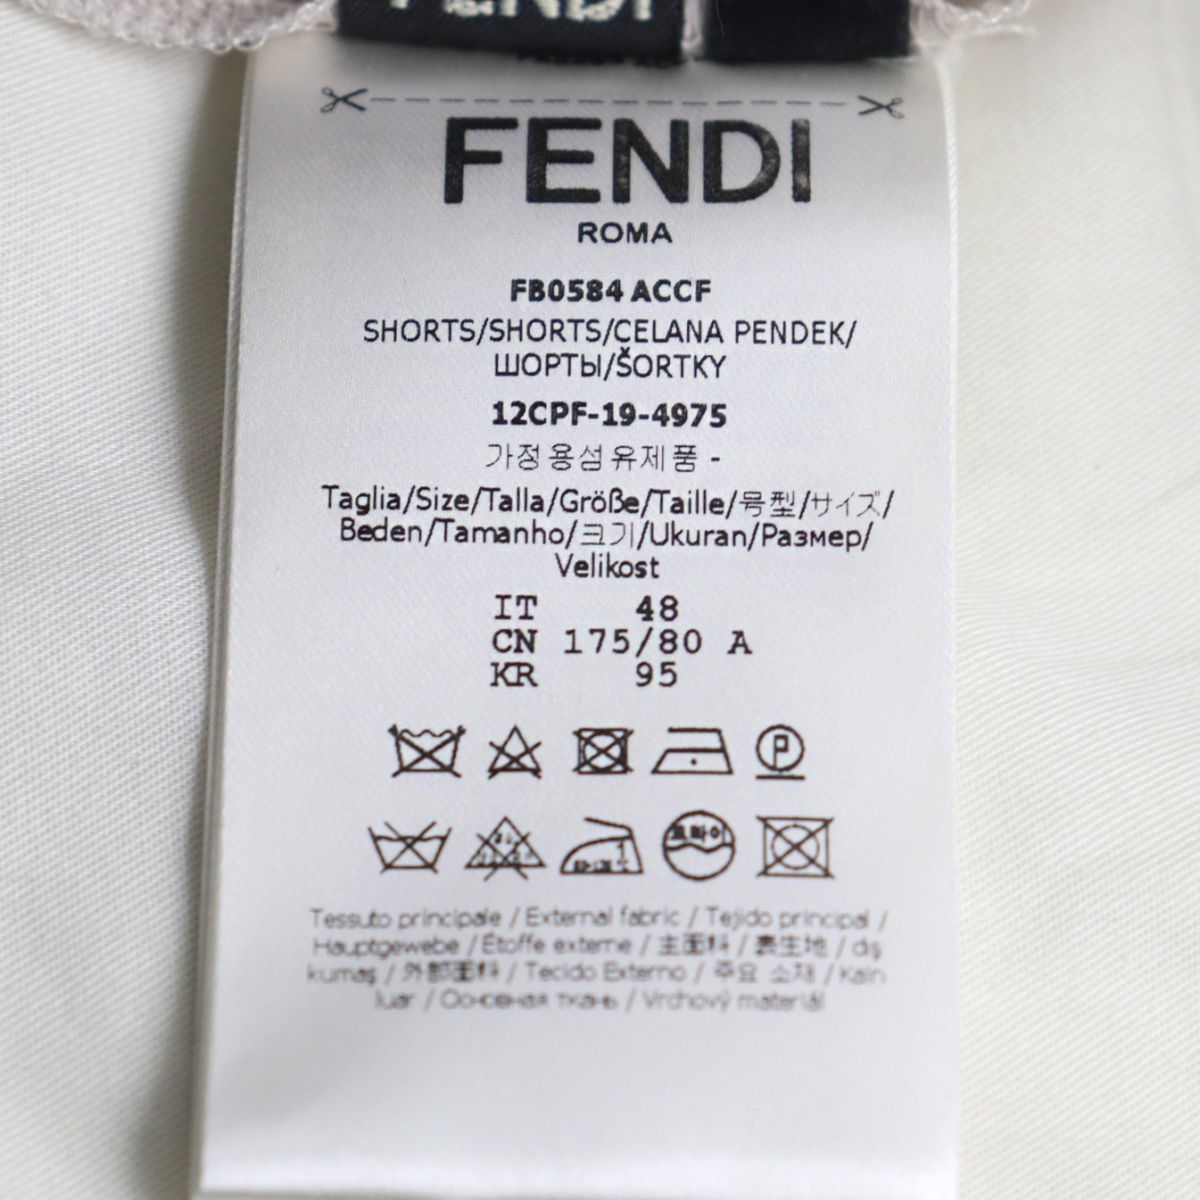 FENDI
FENDI
ROMA
FB0584 ACCF
SHORTS/SHORTS/CELANA PENDEK/
ШОРТЫ/ŠORTKY
12CPF-19-4975
가정용섬유제품 -
Taglia/Size/Talla/Größe/Taille/号型/サイズ/
Beden/Tamanho/크기/Ukuran/Размер/
Velikost
IT 48
CN 175/80 A
KR 95
드라이
Tessuto principale / External fabric / Tejido principal /
Hauptgewebe / Étoffe externe / 主面料 / 表生地 / dış
kumaş / 外部面料 / Tecido Externo / 주요 소재 / Kain
luar / Основная ткань / Vrchový materiál